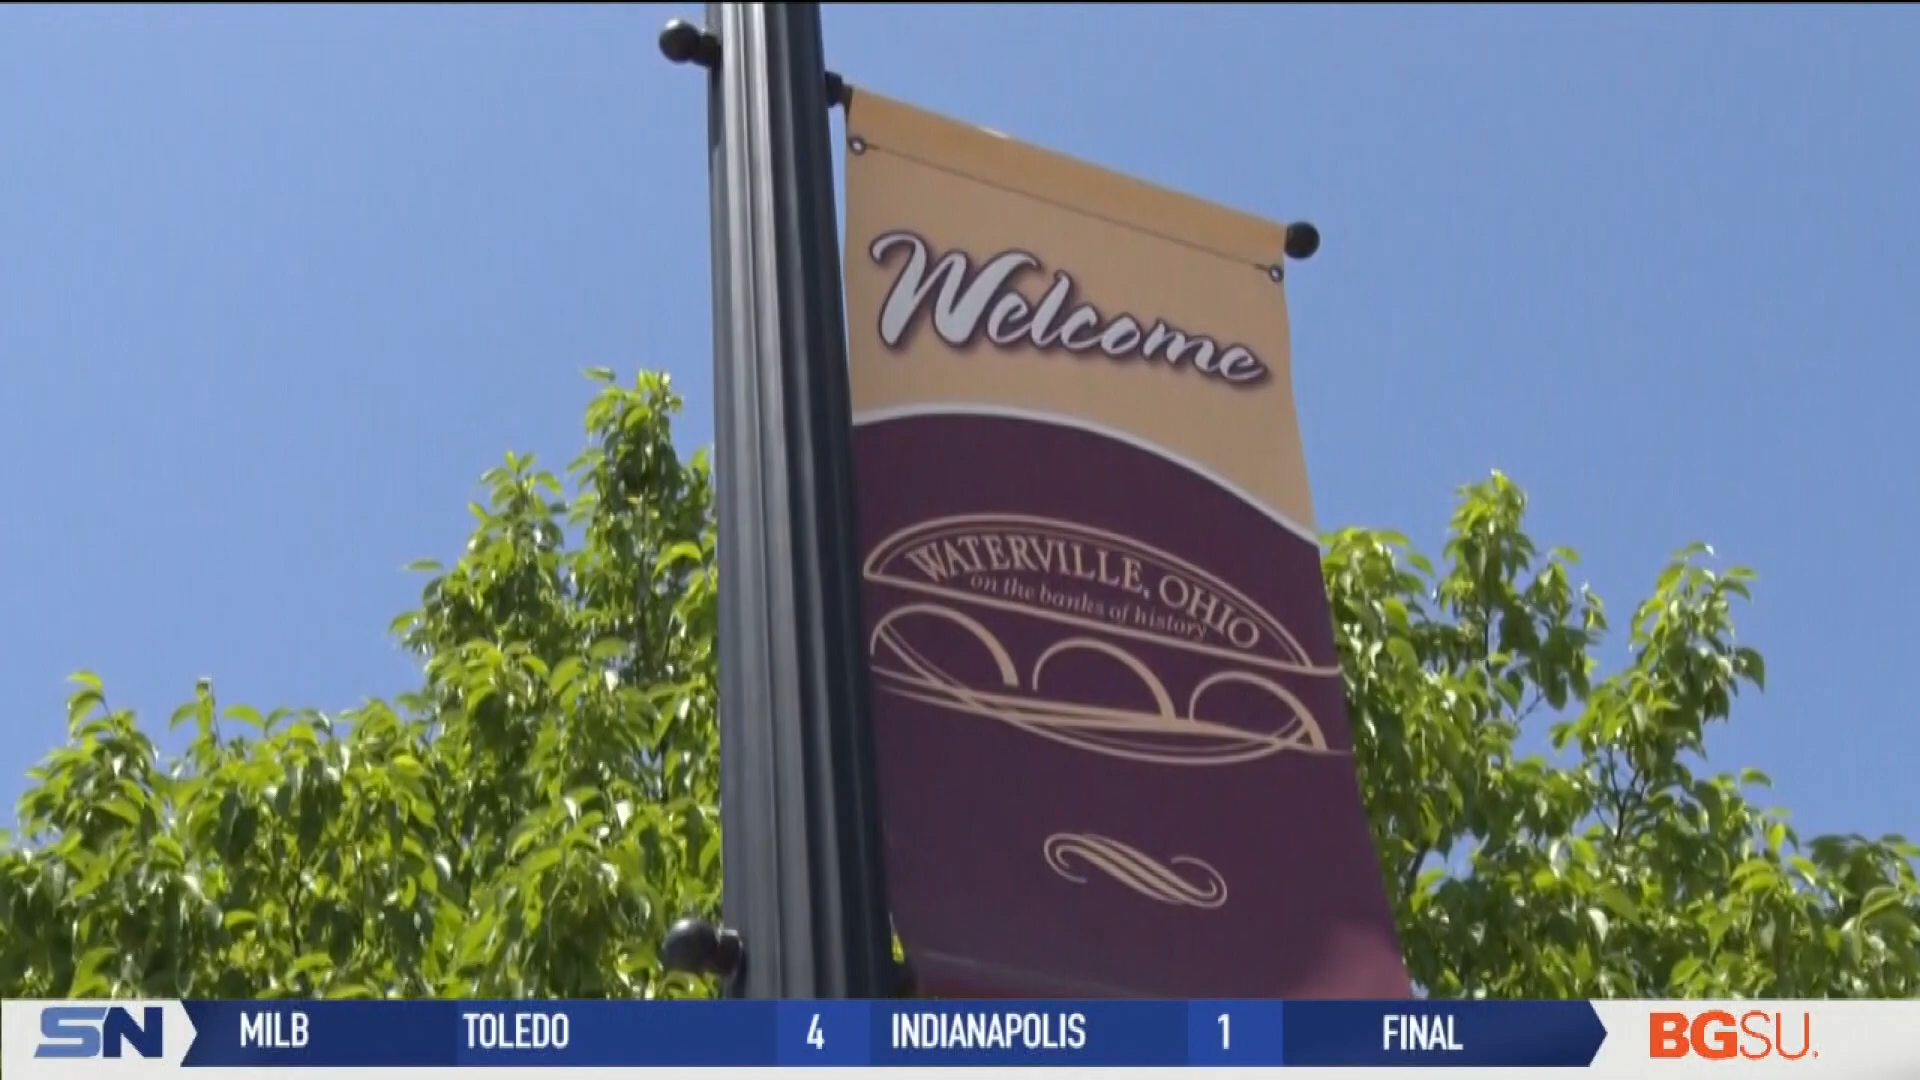 Welcome
WATERVILLE, OHIO
on the banks of history
SN MILB TOLEDO 4 INDIANAPOLIS 1 FINAL BGSU.